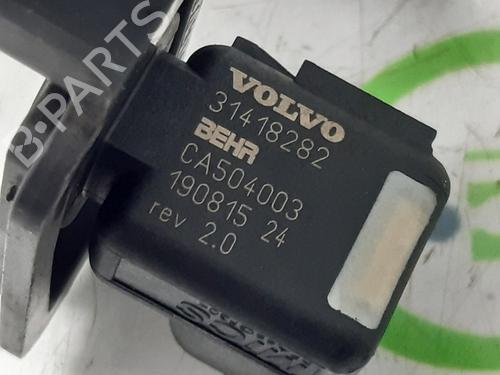 B-PARTS
VOLVO
31418282
BEHR
CA504003
190815 24
rev 2.0